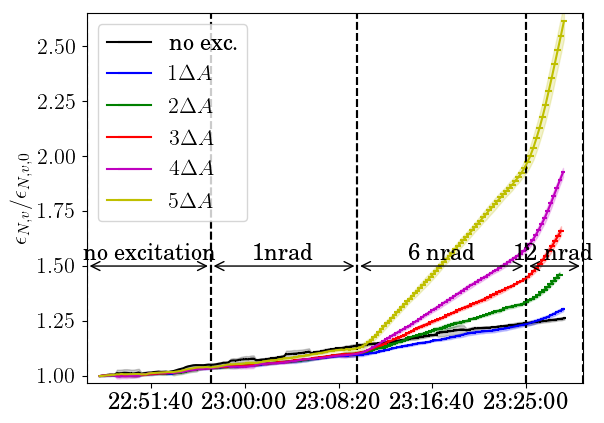 2.50
2.25
2.00
1.75
1.50
1.25
1.00
ϵ_{N,v}/ϵ_{N,v,0}
no exc.
1ΔA
2ΔA
3ΔA
4ΔA
5ΔA
no excitation 1nrad 6 nrad 12 nrad
22:51:40 23:00:00 23:08:20 23:16:40 23:25:00